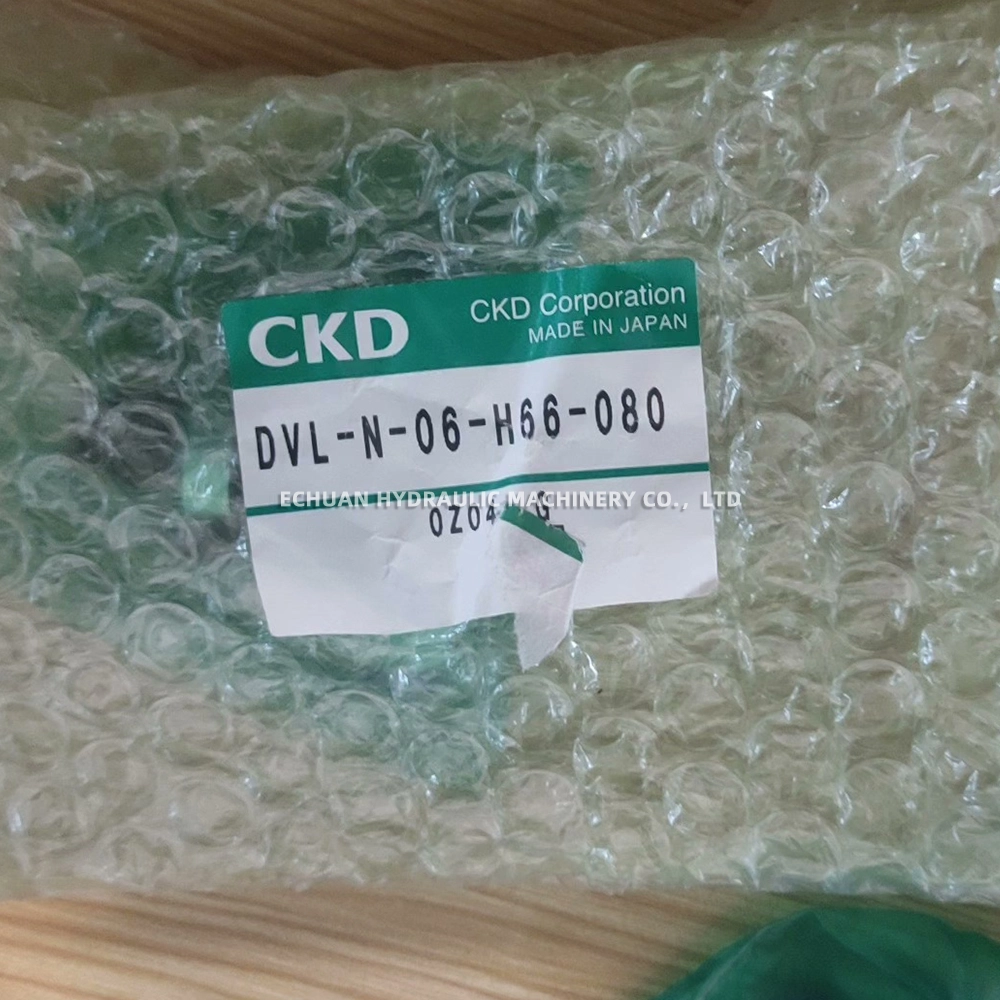 CKD
CKD Corporation
MADE IN JAPAN
DVL-N-06-H66-080
ECHUAN HYDRAULIC MACHINERY CO., LTD